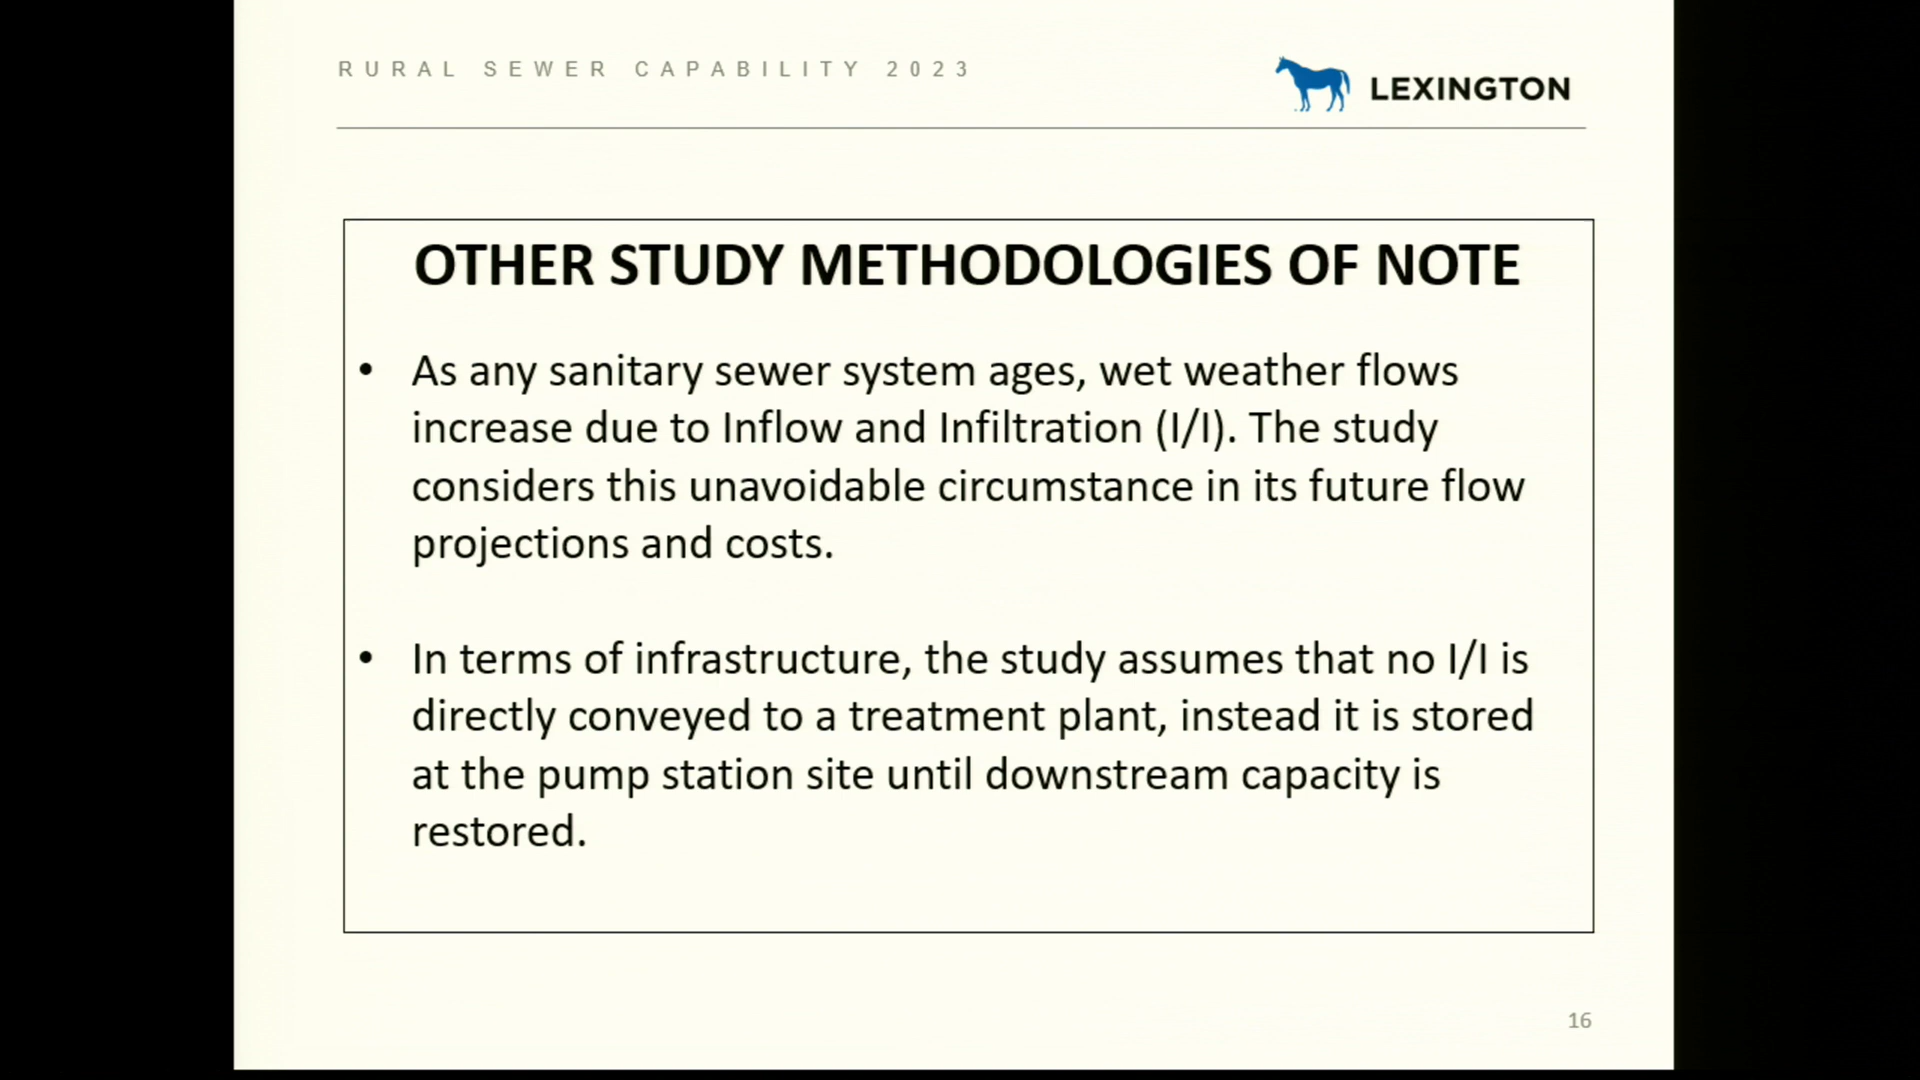 RURAL SEWER CAPABILITY 2023
LEXINGTON
OTHER STUDY METHODOLOGIES OF NOTE
• As any sanitary sewer system ages, wet weather flows
increase due to Inflow and Infiltration (I/I). The study
considers this unavoidable circumstance in its future flow
projections and costs.
• In terms of infrastructure, the study assumes that no I/I is
directly conveyed to a treatment plant, instead it is stored
at the pump station site until downstream capacity is
restored.
16